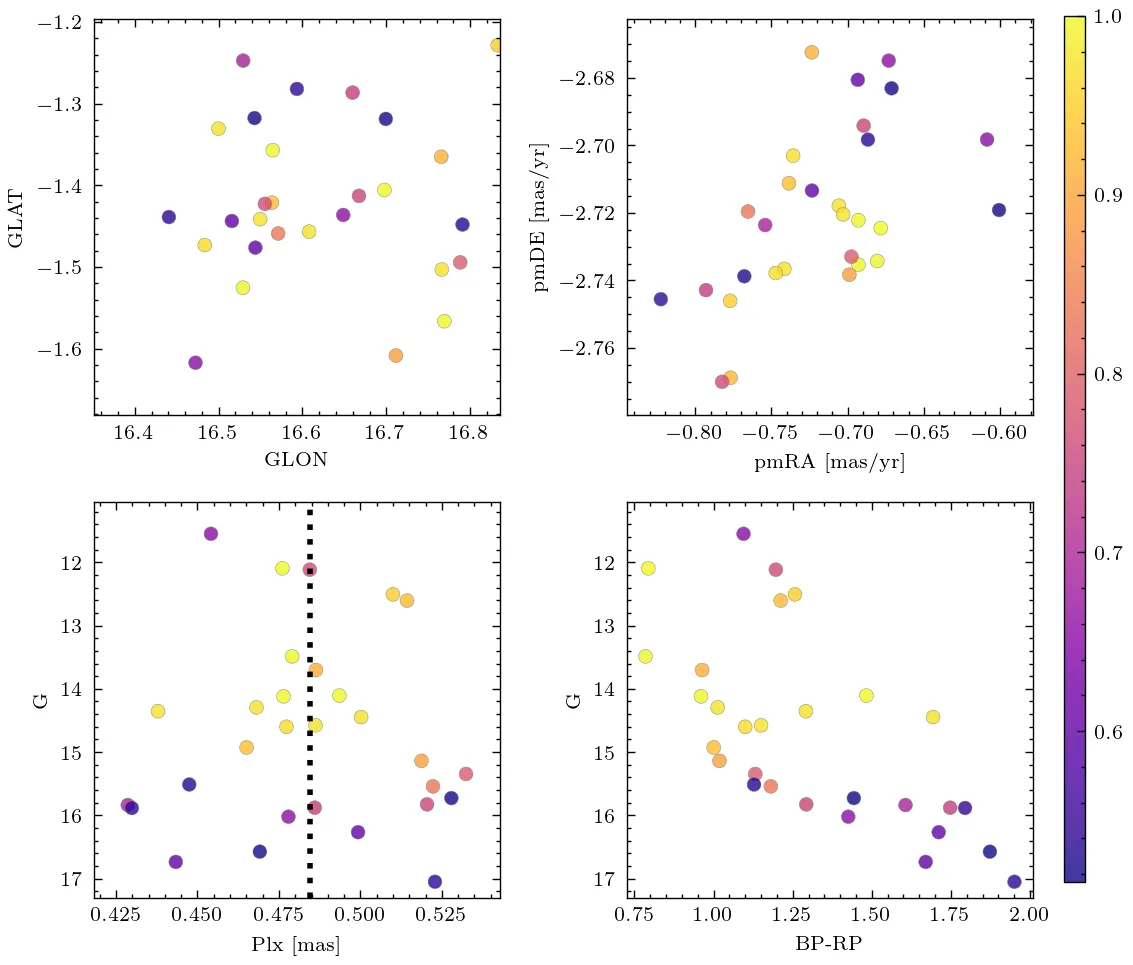 −1.2
−1.3
−1.4
−1.5
−1.6
GLAT
16.4 16.5 16.6 16.7 16.8
GLON
−2.68
−2.70
−2.72
−2.74
−2.76
pmDE [mas/yr]
−0.80 −0.75 −0.70 −0.65 −0.60
pmRA [mas/yr]
12
13
14
15
16
17
G
0.425 0.450 0.475 0.500 0.525
Plx [mas]
12
13
14
15
16
17
G
0.75 1.00 1.25 1.50 1.75 2.00
BP-RP
1.0
0.9
0.8
0.7
0.6